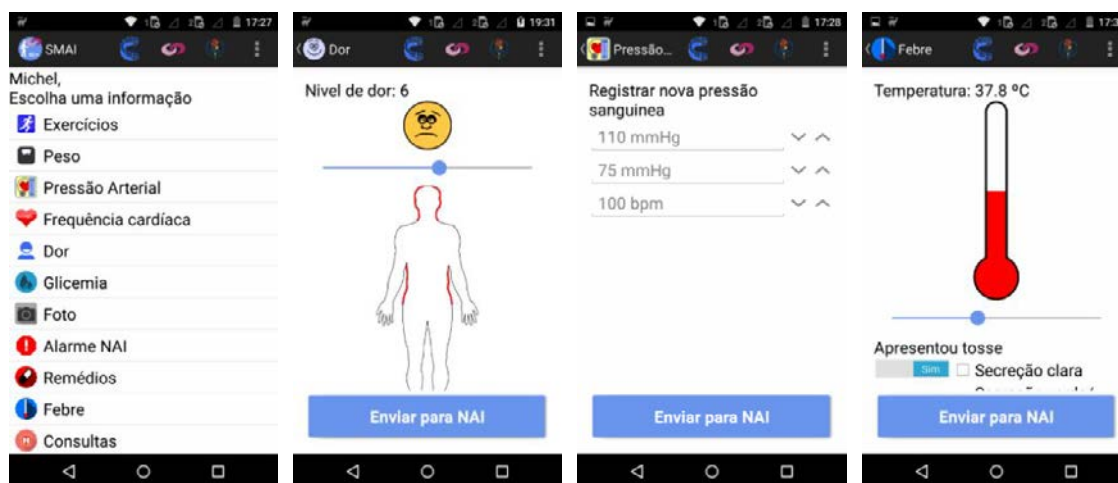 17:27
SMAI
Michel,
Escolha uma informação
Exercícios
Peso
Pressão Arterial
Frequência cardíaca
Dor
Glicemia
Foto
Alarme NAI
Remédios
Febre
Consultas
19:31
Dor
Nivel de dor: 6
Enviar para NAI
17:28
Pressão...
Registrar nova pressão
sanguinea
110 mmHg
75 mmHg
100 bpm
Enviar para NAI
Febre
Temperatura: 37.8 ºC
Apresentou tosse
Sim
Secreção clara
Enviar para NAI